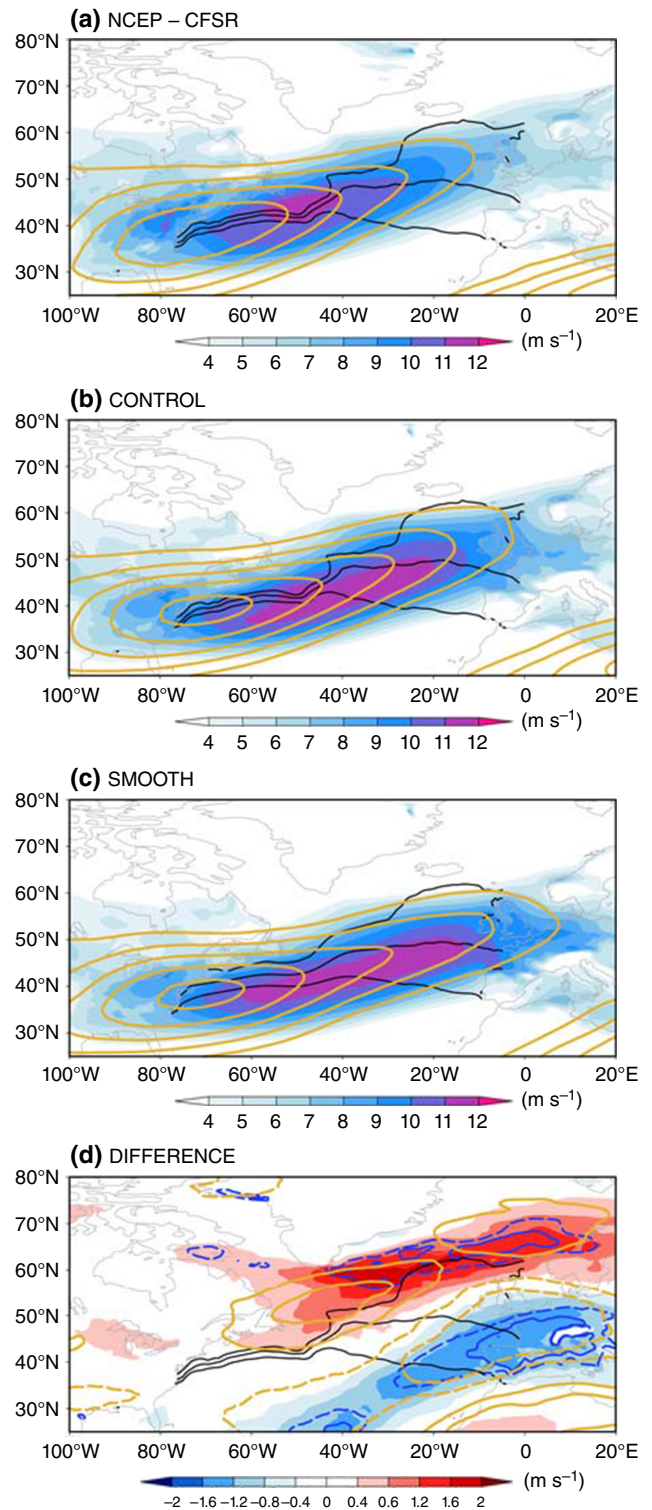 (a) NCEP – CFSR
80°N
70°N
60°N
50°N
40°N
30°N
100°W 80°W 60°W 40°W 20°W 0 20°E
4 5 6 7 8 9 10 11 12 (m s⁻¹)
(b) CONTROL
80°N
70°N
60°N
50°N
40°N
30°N
100°W 80°W 60°W 40°W 20°W 0 20°E
4 5 6 7 8 9 10 11 12 (m s⁻¹)
(c) SMOOTH
80°N
70°N
60°N
50°N
40°N
30°N
100°W 80°W 60°W 40°W 20°W 0 20°E
4 5 6 7 8 9 10 11 12 (m s⁻¹)
(d) DIFFERENCE
80°N
70°N
60°N
50°N
40°N
30°N
100°W 80°W 60°W 40°W 20°W 0 20°E
−2 −1.6 −1.2 −0.8 −0.4 0 0.4 0.6 1.2 1.6 2 (m s⁻¹)